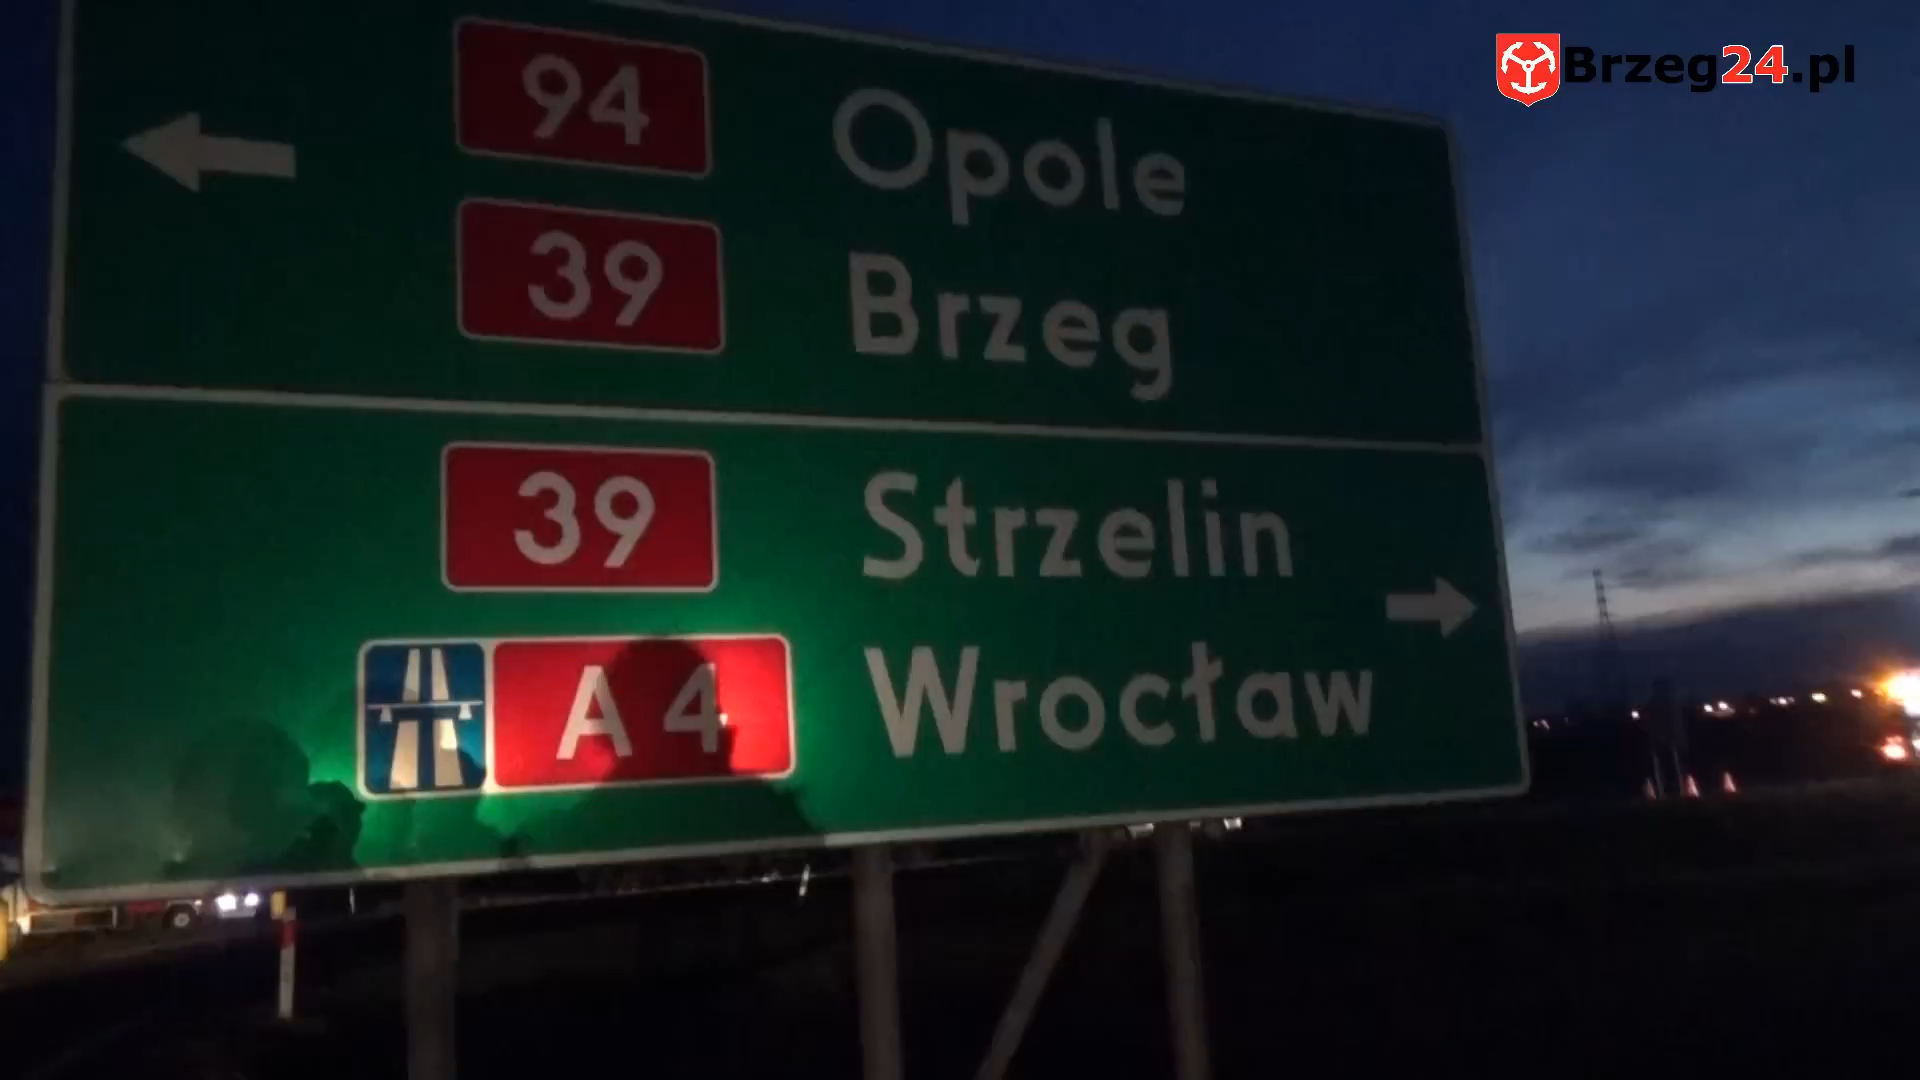 Brzeg24.pl
94 Opole
39 Brzeg
39 Strzelin
A4 Wrocław